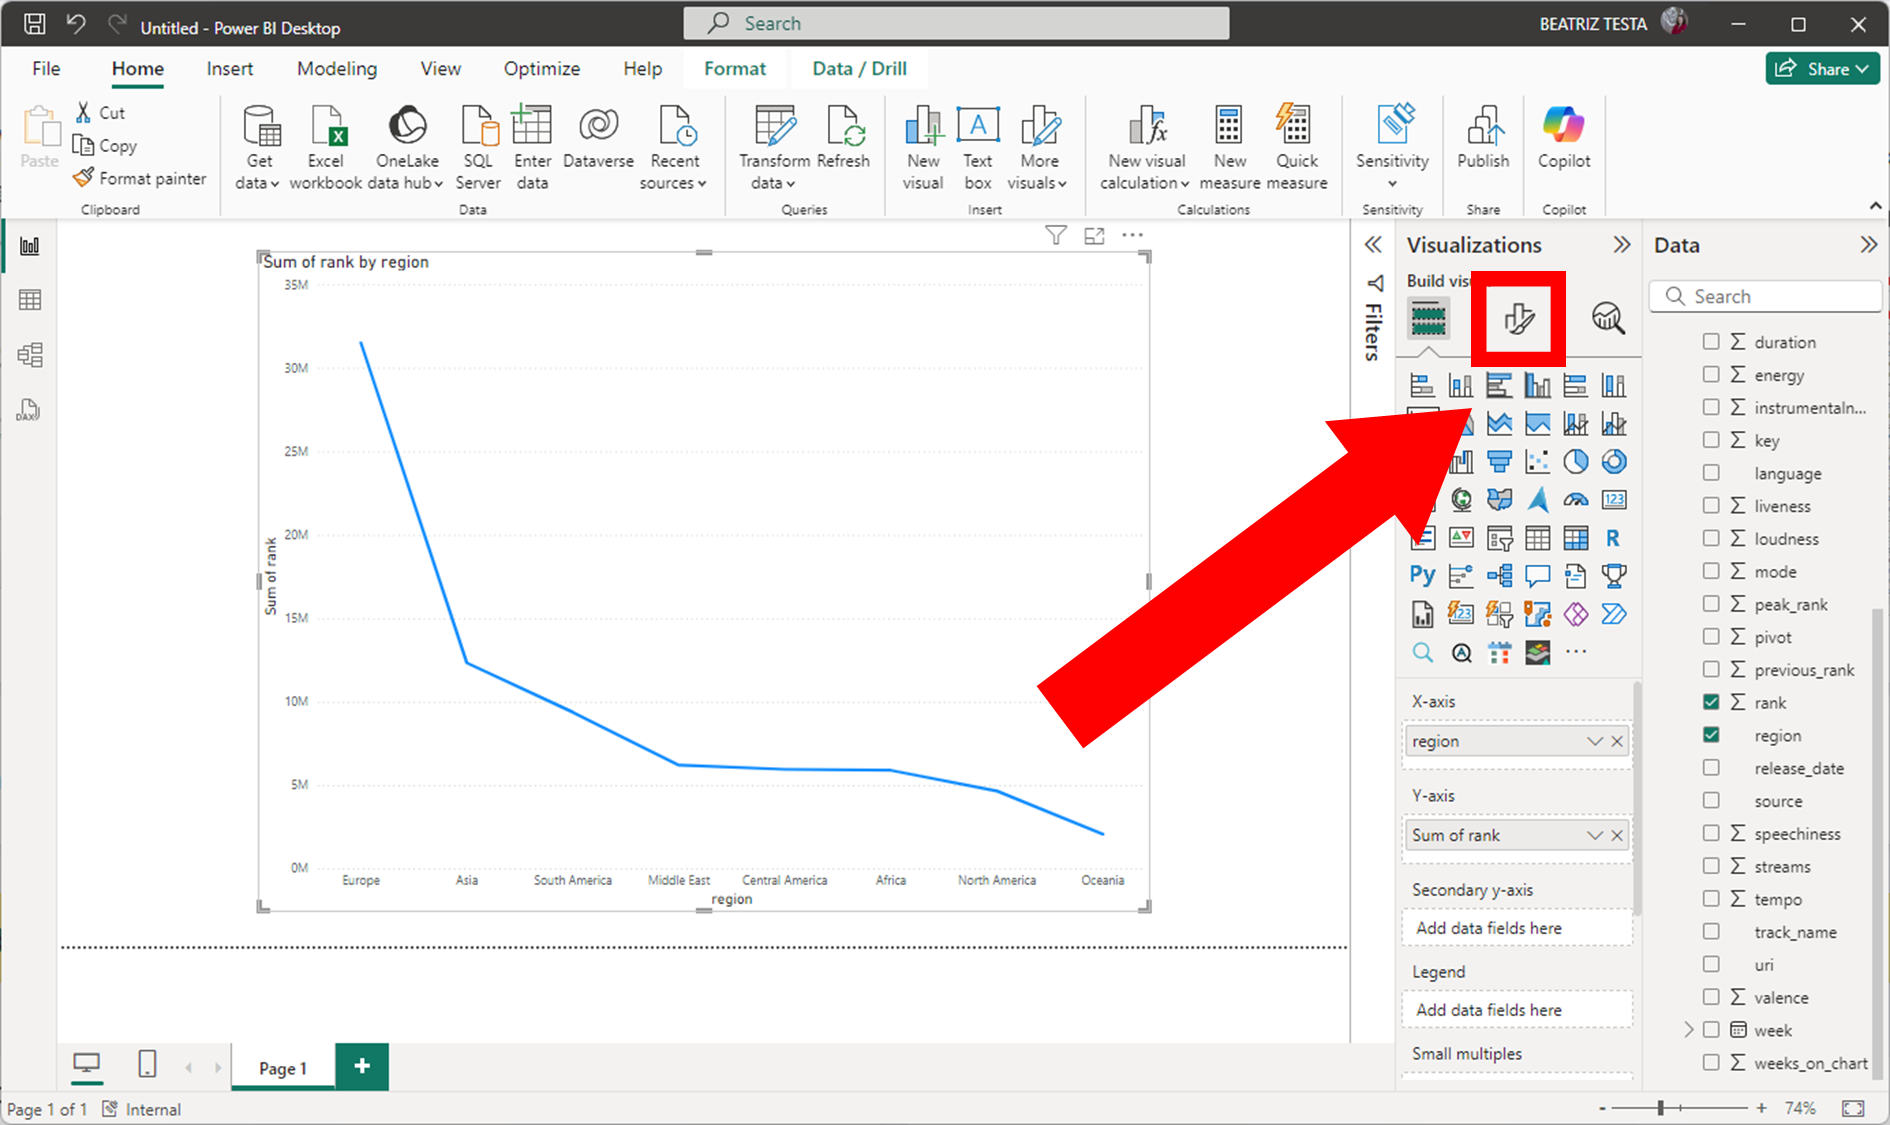 Untitled - Power BI Desktop
Search
BEATRIZ TESTA
File
Home
Insert
Modeling
View
Optimize
Help
Format
Data / Drill
Share
Paste
Cut
Copy
Format painter
Clipboard
Get data
Excel workbook
OneLake data hub
SQL Server
Enter data
Dataverse
Recent sources
Data
Transform data
Refresh
Queries
New visual
Text box
More visuals
Insert
New visual calculation
New measure
Quick measure
Calculations
Sensitivity
Sensitivity
Publish
Share
Copilot
Copilot
Sum of rank by region
35M
30M
25M
20M
15M
10M
5M
0M
Sum of rank
Europe
Asia
South America
Middle East
Central America
Africa
North America
Oceania
region
Filters
Visualizations
Build vis
123
R
Py
123
X-axis
region
Y-axis
Sum of rank
Secondary y-axis
Add data fields here
Legend
Add data fields here
Small multiples
Data
Search
duration
energy
instrumentaln...
key
language
liveness
loudness
mode
peak_rank
pivot
previous_rank
rank
region
release_date
source
speechiness
streams
tempo
track_name
uri
valence
week
weeks_on_chart
DAX
Page 1
Page 1 of 1
Internal
- + 74%